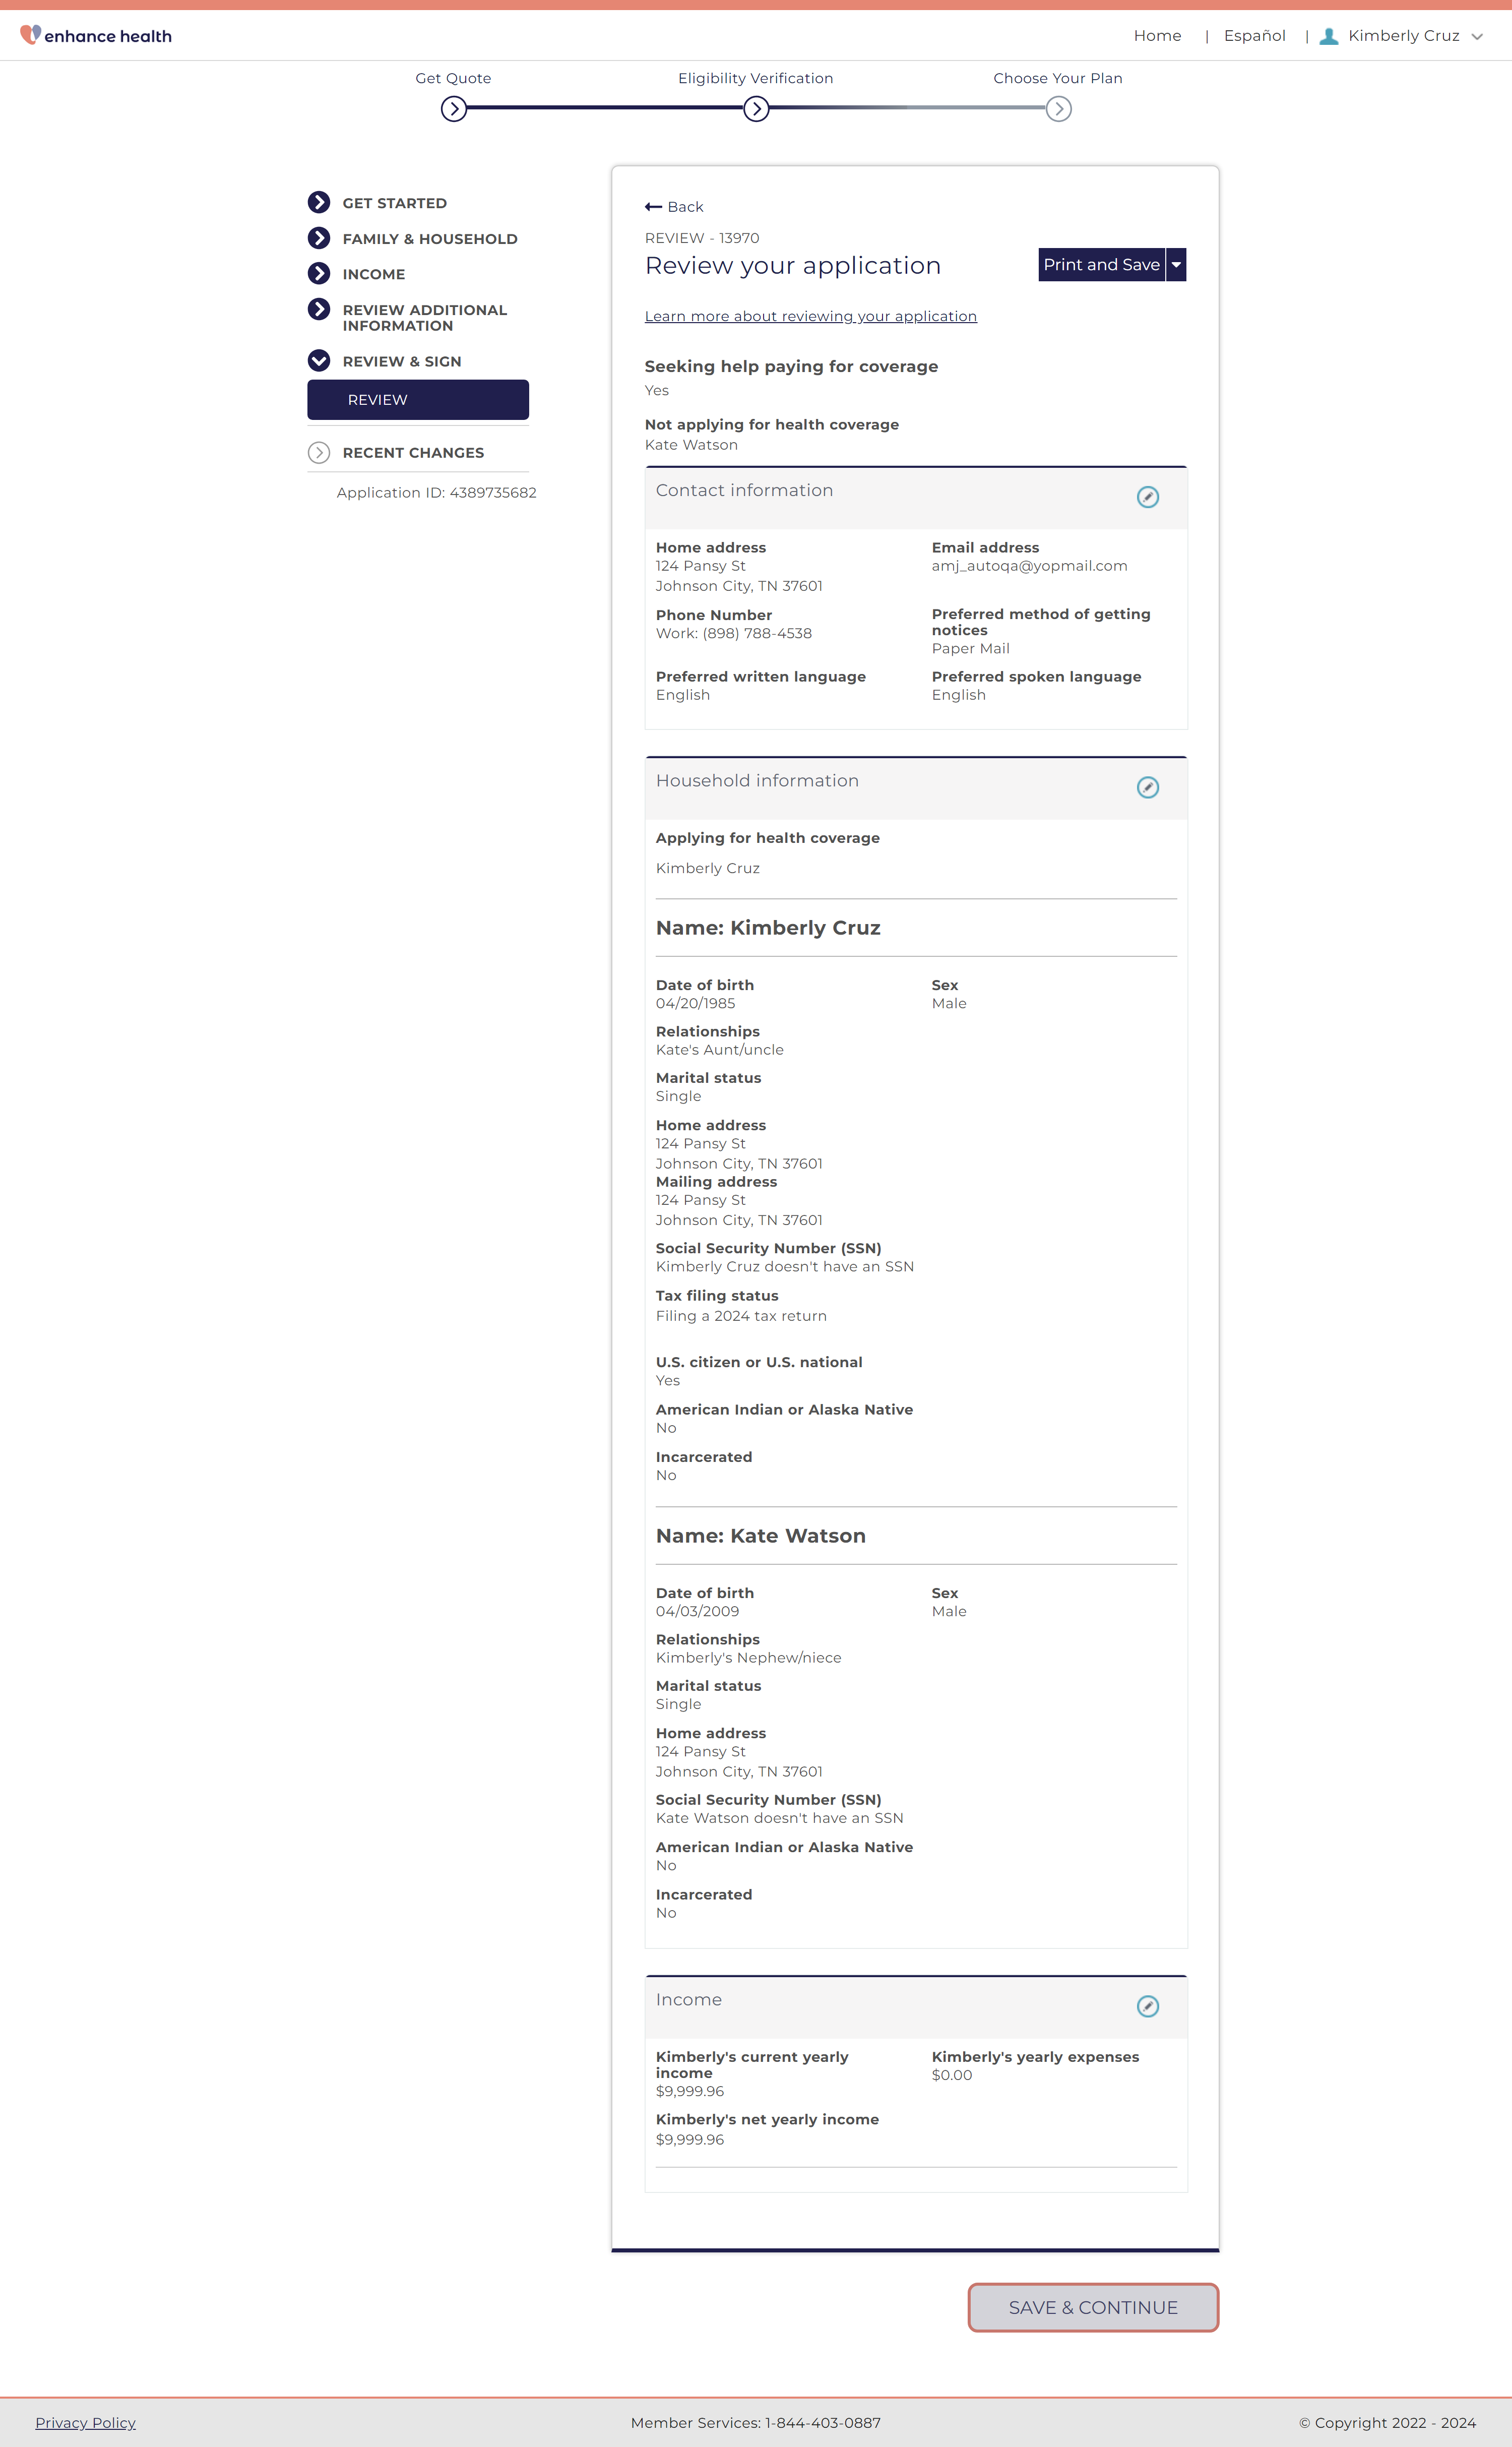 enhance health
Home | Español | Kimberly Cruz
Get Quote
Eligibility Verification
Choose Your Plan
GET STARTED
FAMILY & HOUSEHOLD
INCOME
REVIEW ADDITIONAL
INFORMATION
REVIEW & SIGN
REVIEW
RECENT CHANGES
Application ID: 4389735682
Back
REVIEW - 13970
Review your application
Print and Save
Learn more about reviewing your application
Seeking help paying for coverage
Yes
Not applying for health coverage
Kate Watson
Contact information
Home address
124 Pansy St
Johnson City, TN 37601
Email address
amj_autoqa@yopmail.com
Phone Number
Work: (898) 788-4538
Preferred method of getting
notices
Paper Mail
Preferred written language
English
Preferred spoken language
English
Household information
Applying for health coverage
Kimberly Cruz
Name: Kimberly Cruz
Date of birth
04/20/1985
Sex
Male
Relationships
Kate's Aunt/uncle
Marital status
Single
Home address
124 Pansy St
Johnson City, TN 37601
Mailing address
124 Pansy St
Johnson City, TN 37601
Social Security Number (SSN)
Kimberly Cruz doesn't have an SSN
Tax filing status
Filing a 2024 tax return
U.S. citizen or U.S. national
Yes
American Indian or Alaska Native
No
Incarcerated
No
Name: Kate Watson
Date of birth
04/03/2009
Sex
Male
Relationships
Kimberly's Nephew/niece
Marital status
Single
Home address
124 Pansy St
Johnson City, TN 37601
Social Security Number (SSN)
Kate Watson doesn't have an SSN
American Indian or Alaska Native
No
Incarcerated
No
Income
Kimberly's current yearly
income
$9,999.96
Kimberly's yearly expenses
$0.00
Kimberly's net yearly income
$9,999.96
SAVE & CONTINUE
Privacy Policy
Member Services: 1-844-403-0887
© Copyright 2022 - 2024